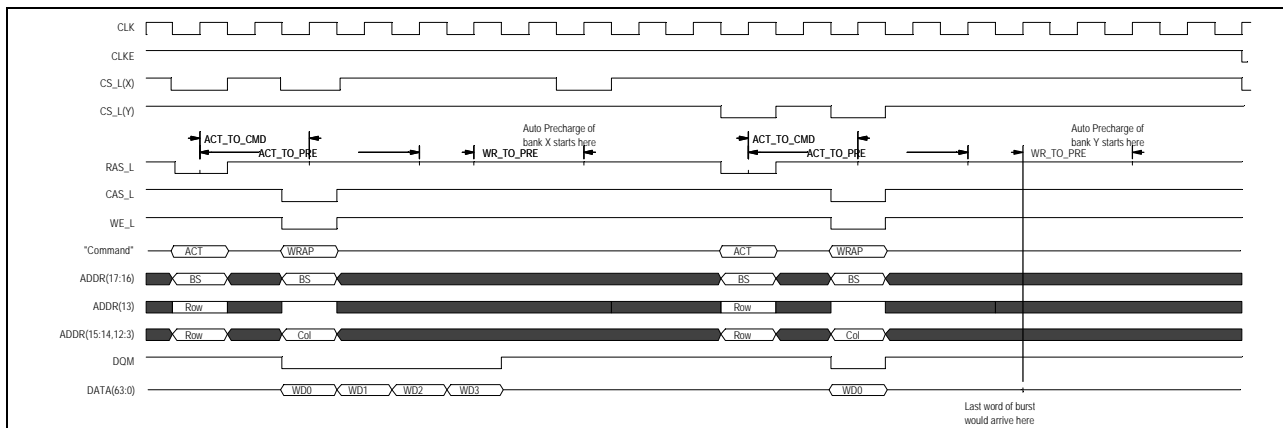 CLK
CLKE
CS_L(X)
CS_L(Y)
Auto Precharge of
bank X starts here
Auto Precharge of
bank Y starts here
ACT_TO_CMD
ACT_TO_CMD
ACT_TO_PRE
WR_TO_PRE
ACT_TO_PRE
WR_TO_PRE
RAS_L
CAS_L
WE_L
"Command" ACT WRAP ACT WRAP
ADDR(17:16) BS BS BS BS
ADDR(13) Row Row
ADDR(15:14,12:3) Row Col Row Col
DQM
DATA(63:0) WD0 WD1 WD2 WD3 WD0
Last word of burst
would arrive here